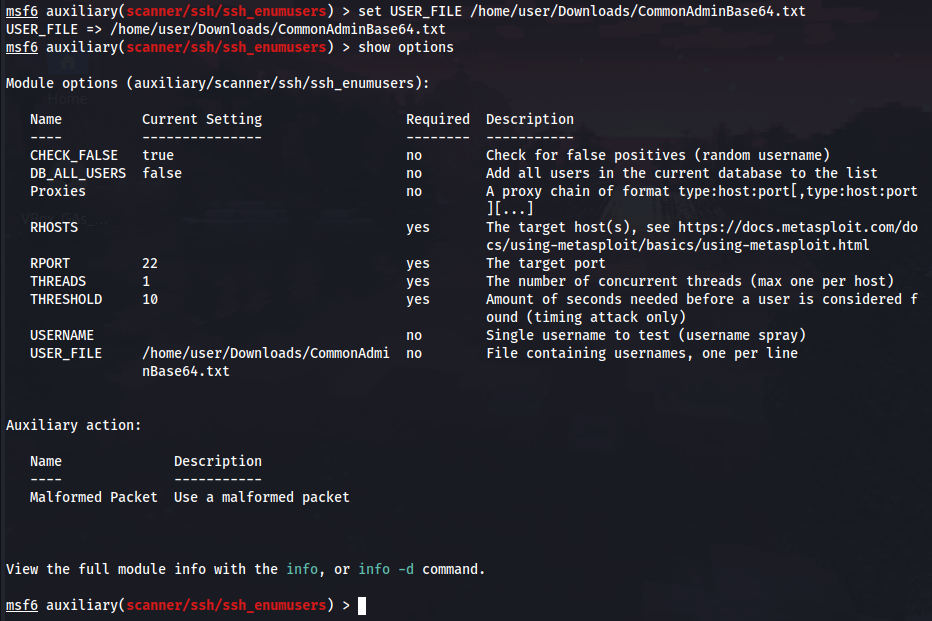 msf6 auxiliary(scanner/ssh/ssh_enumusers) > set USER_FILE /home/user/Downloads/CommonAdminBase64.txt
USER_FILE => /home/user/Downloads/CommonAdminBase64.txt
msf6 auxiliary(scanner/ssh/ssh_enumusers) > show options
Module options (auxiliary/scanner/ssh/ssh_enumusers):
Home
Name Current Setting Required Description
---- --------------- -------- -----------
CHECK_FALSE true no Check for false positives (random username)
DB_ALL_USERS false no Add all users in the current database to the list
Proxies no A proxy chain of format type:host:port[,type:host:port
][...]
RHOSTS yes The target host(s), see https://docs.metasploit.com/do
cs/using-metasploit/basics/using-metasploit.html
RPORT 22 yes The target port
THREADS 1 yes The number of concurrent threads (max one per host)
THRESHOLD 10 yes Amount of seconds needed before a user is considered f
ound (timing attack only)
USERNAME no Single username to test (username spray)
USER_FILE /home/user/Downloads/CommonAdmi no File containing usernames, one per line
nBase64.txt
Auxiliary action:
Name Description
---- -----------
Malformed Packet Use a malformed packet
View the full module info with the info, or info -d command.
msf6 auxiliary(scanner/ssh/ssh_enumusers) >